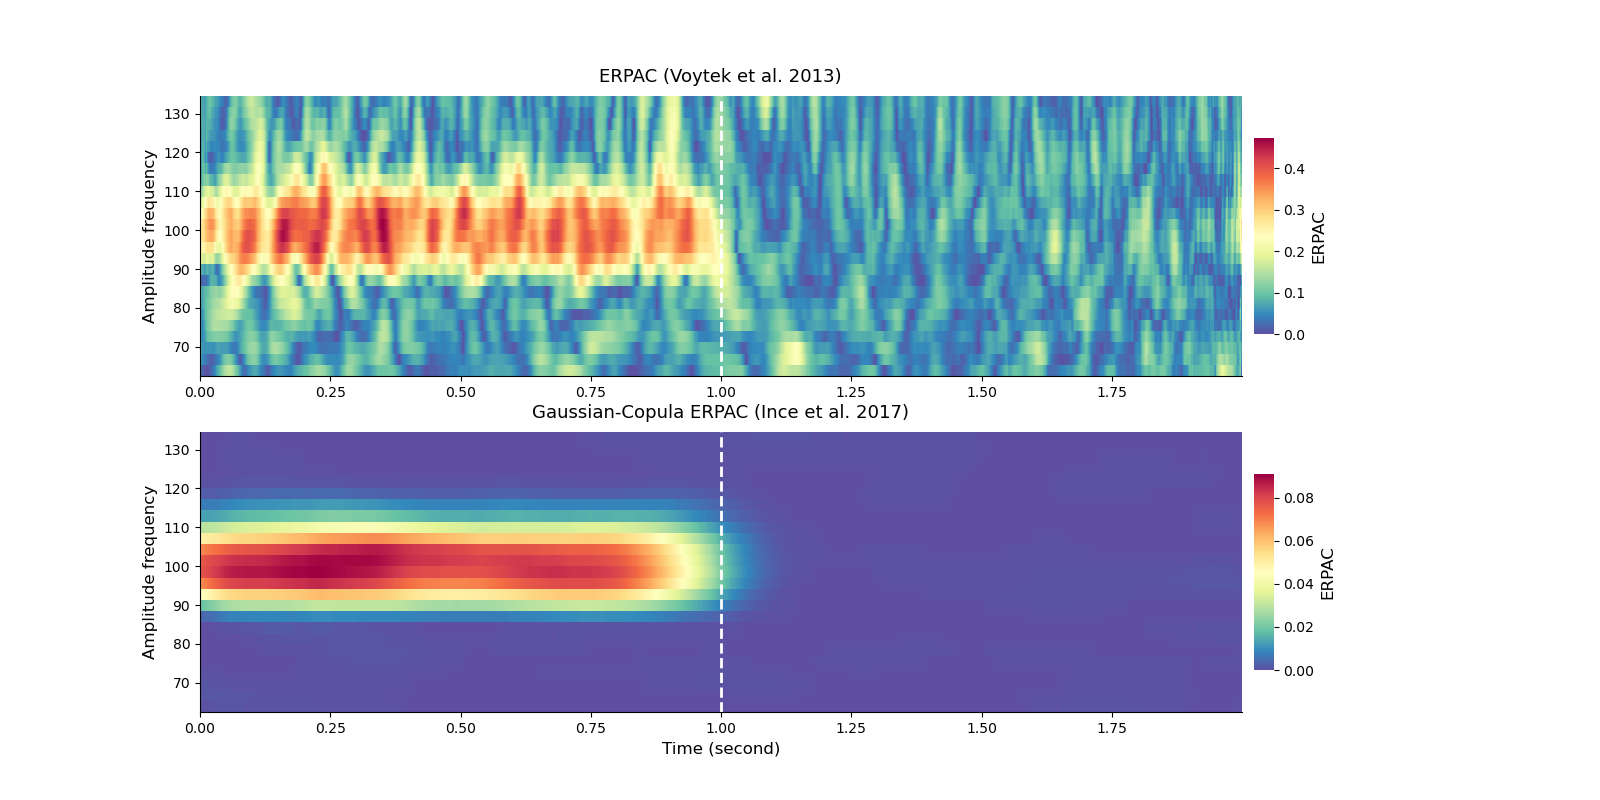 ERPAC (Voytek et al. 2013)
Amplitude frequency
130
120
110
100
90
80
70
0.00 0.25 0.50 0.75 1.00 1.25 1.50 1.75
0.4
0.3
0.2
0.1
0.0
ERPAC
Gaussian-Copula ERPAC (Ince et al. 2017)
Amplitude frequency
130
120
110
100
90
80
70
0.00 0.25 0.50 0.75 1.00 1.25 1.50 1.75
Time (second)
0.08
0.06
0.04
0.02
0.00
ERPAC